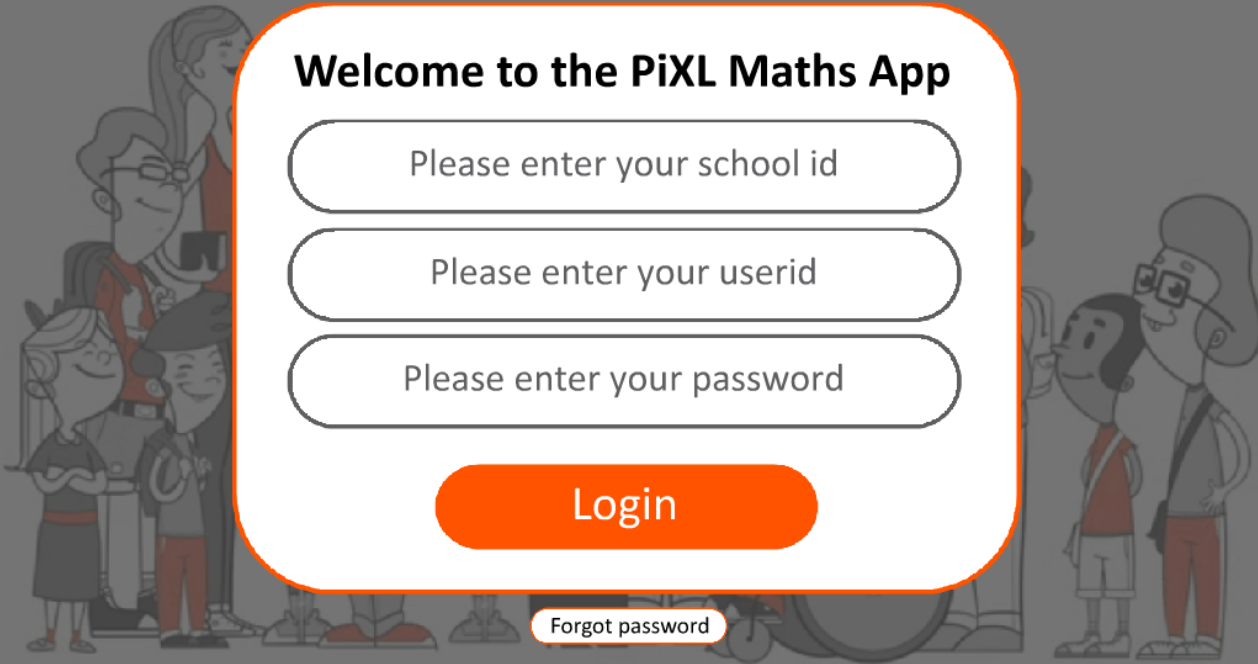 Welcome to the PiXL Maths App
Please enter your school id
Please enter your userid
Please enter your password
Login
Forgot password